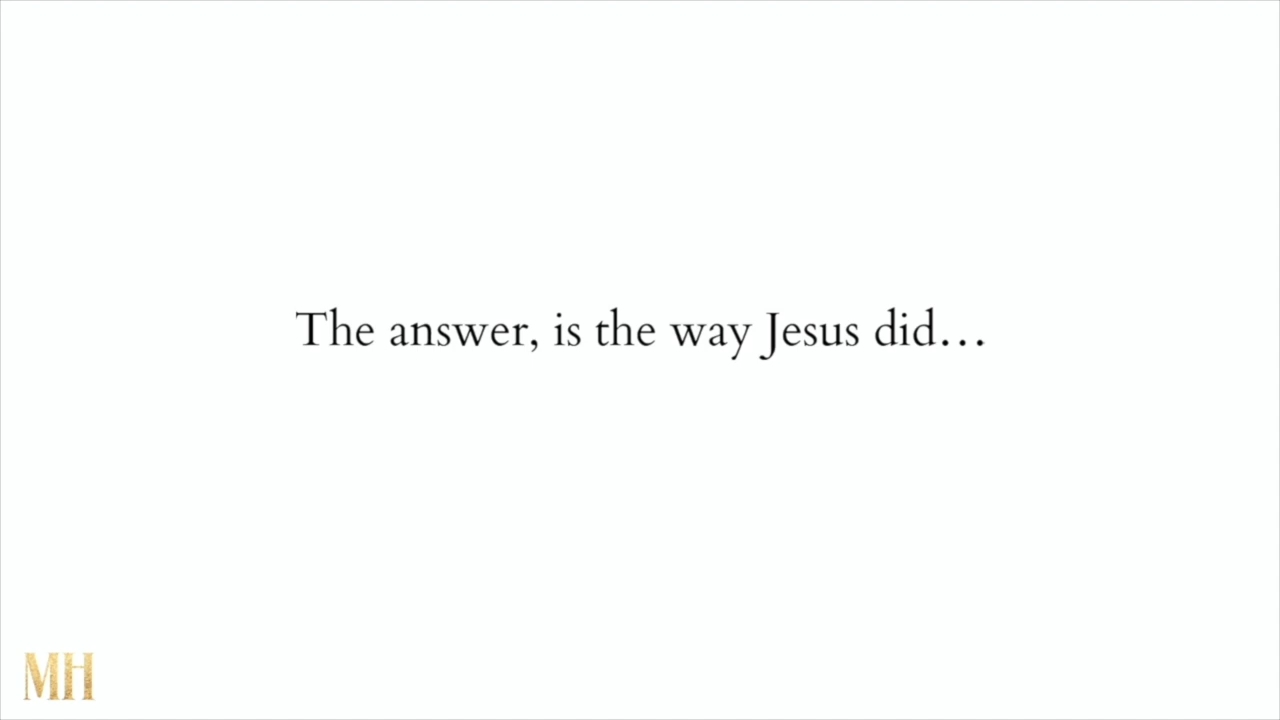 The answer, is the way Jesus did…
MH